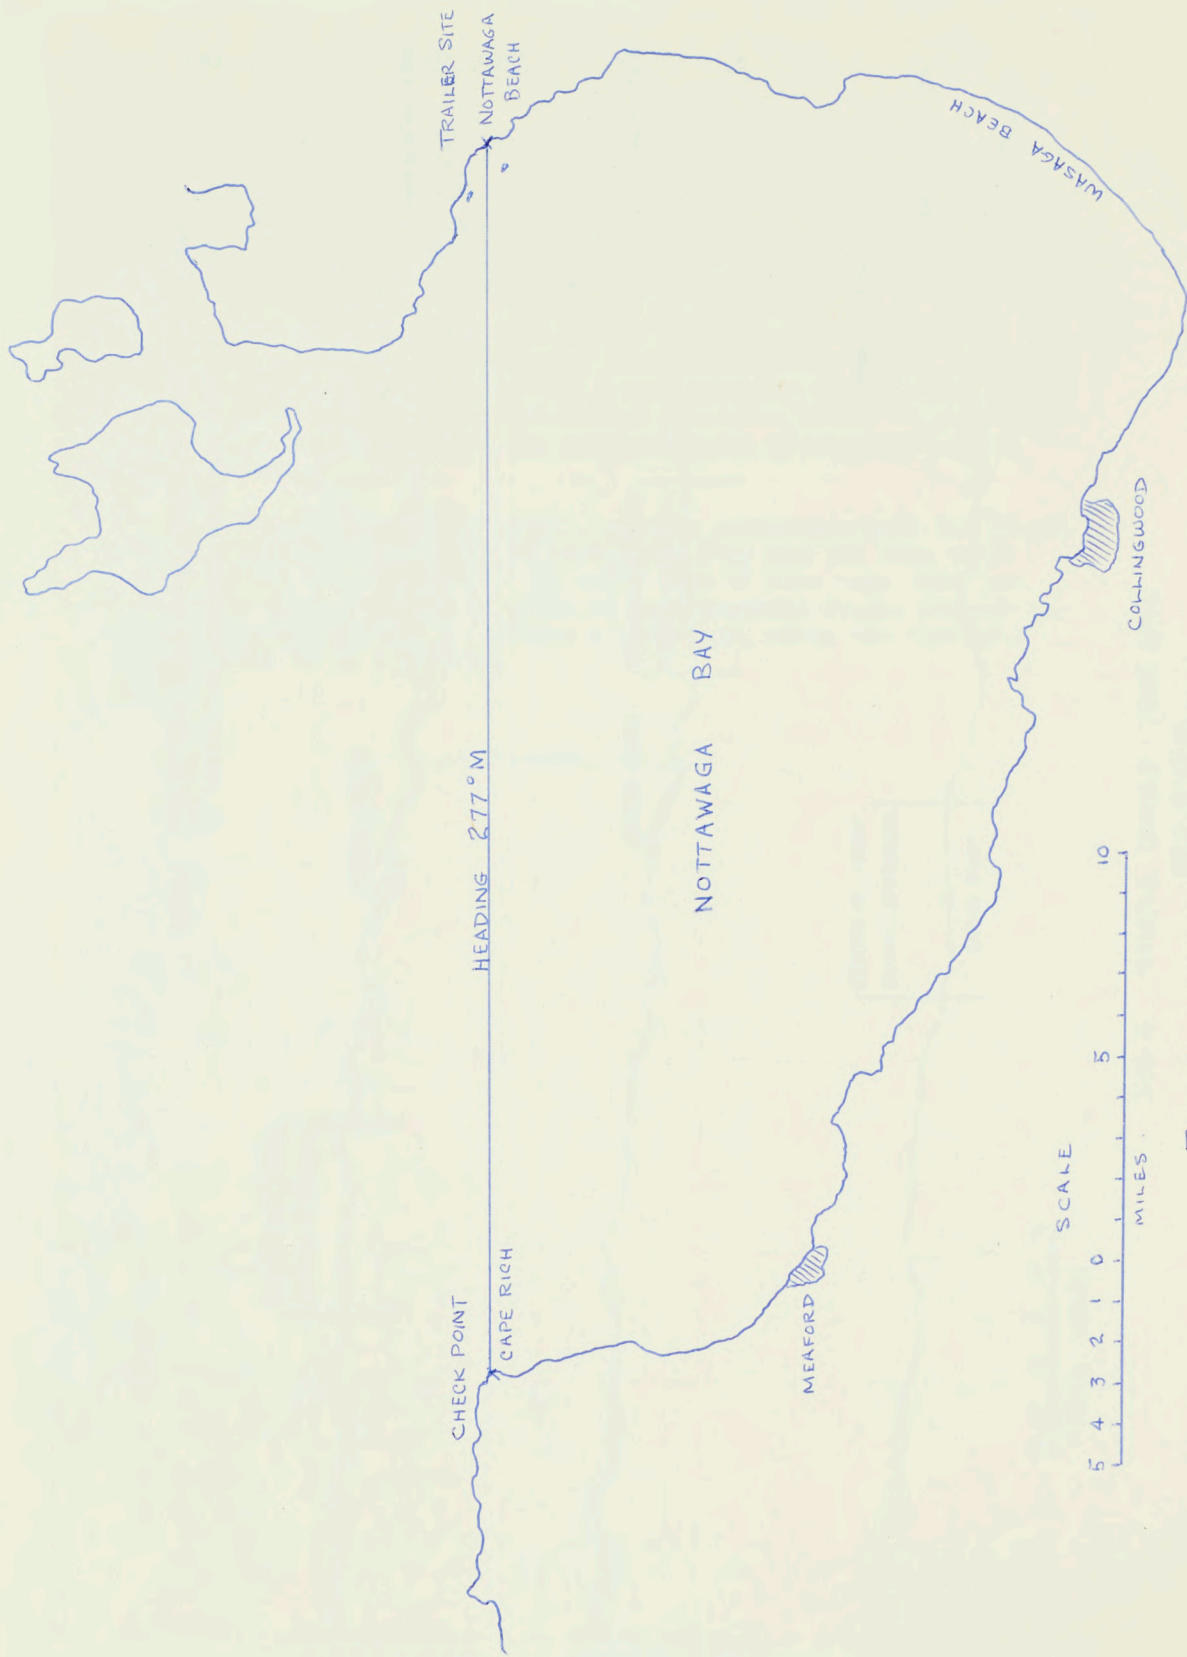 TRAILER SITE
NOTTAWAGA
BEACH
CHECK POINT
CAPE RICH
HEADING 277°M
NOTTAWAGA BAY
WASAGA BEACH
MEAFORD
COLLINGWOOD
SCALE
5 4 3 2 1 0 5 10
MILES.